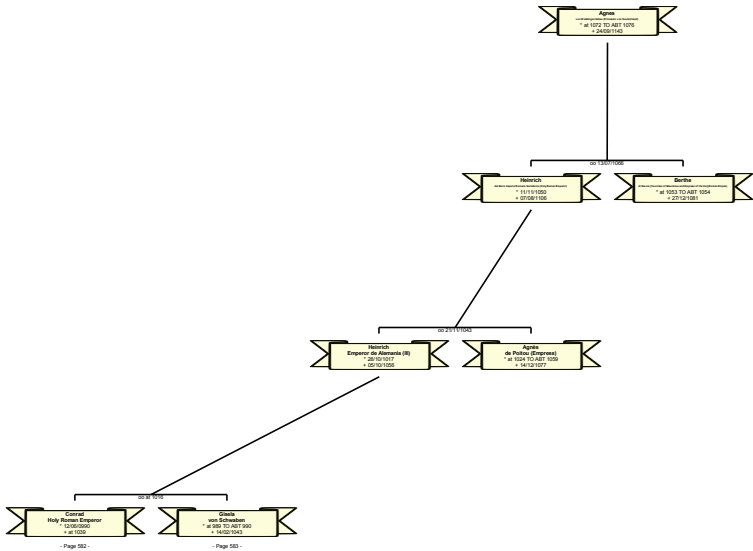 Agnes
* at 1072 TO ABT 1076
+ 24/09/1143
oo 13/07/1066
Heinrich
* 11/11/1050
+ 07/08/1106
Berthe
* at 1053 TO ABT 1054
+ 27/12/1081
oo 21/11/1043
Heinrich
Emperor de Alemania (III)
* 28/10/1017
+ 05/10/1056
Agnès
de Poitou (Empress)
* at 1024 TO ABT 1059
+ 14/12/1077
oo at 1016
Conrad
Holy Roman Emperor
* 12/06/0990
+ at 1039
- Page 582 -
Gisela
von Schwaben
* at 989 TO ABT 990
+ 14/02/1043
- Page 583 -